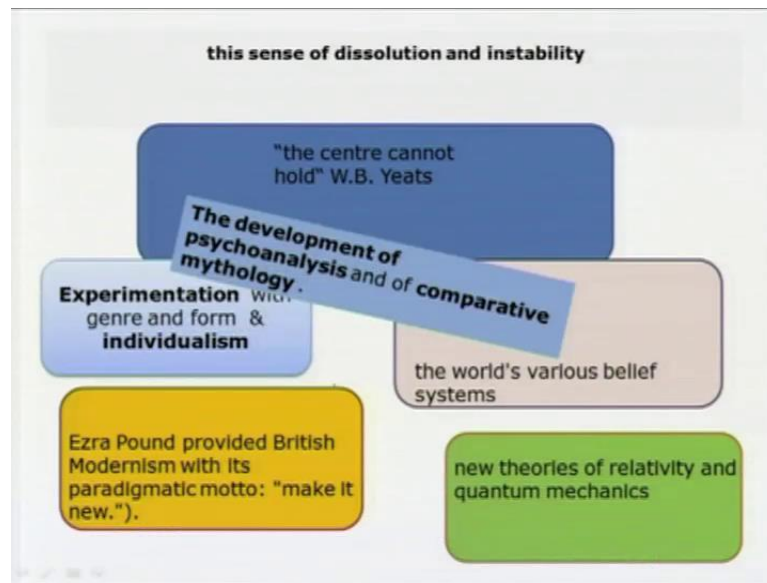 this sense of dissolution and instability
"the centre cannot
hold" W.B. Yeats
The development of
psychoanalysis and of comparative
mythology.
Experimentation with
genre and form &
individualism
the world's various belief
systems
Ezra Pound provided British
Modernism with its
paradigmatic motto: "make it
new.").
new theories of relativity and
quantum mechanics